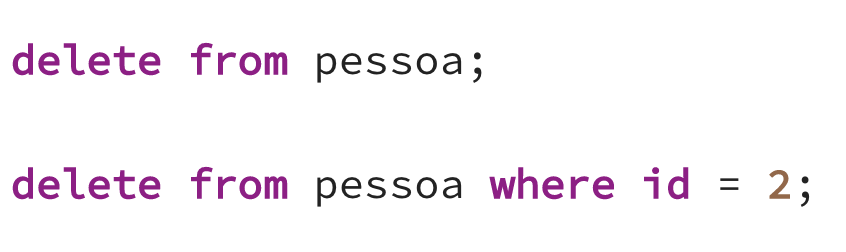 delete from pessoa;
delete from pessoa where id = 2;